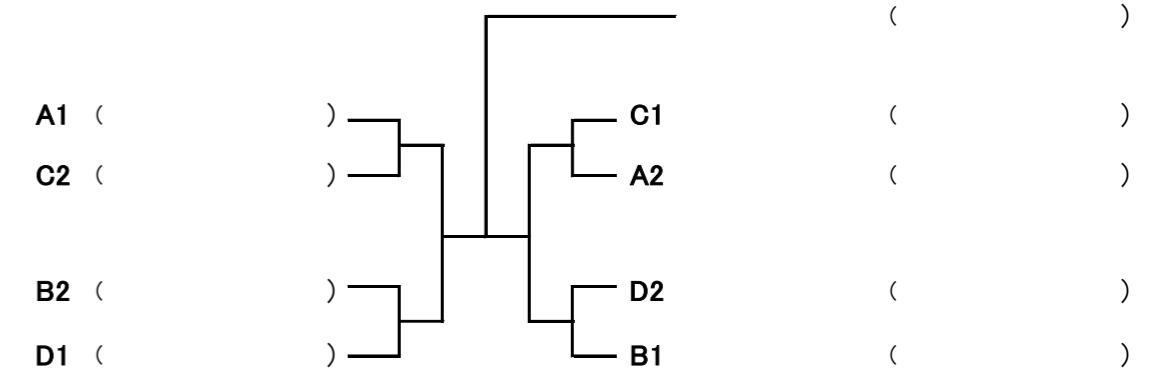 (                )
A1 (                ) C1 (                )
C2 (                ) A2 (                )
B2 (                ) D2 (                )
D1 (                ) B1 (                )